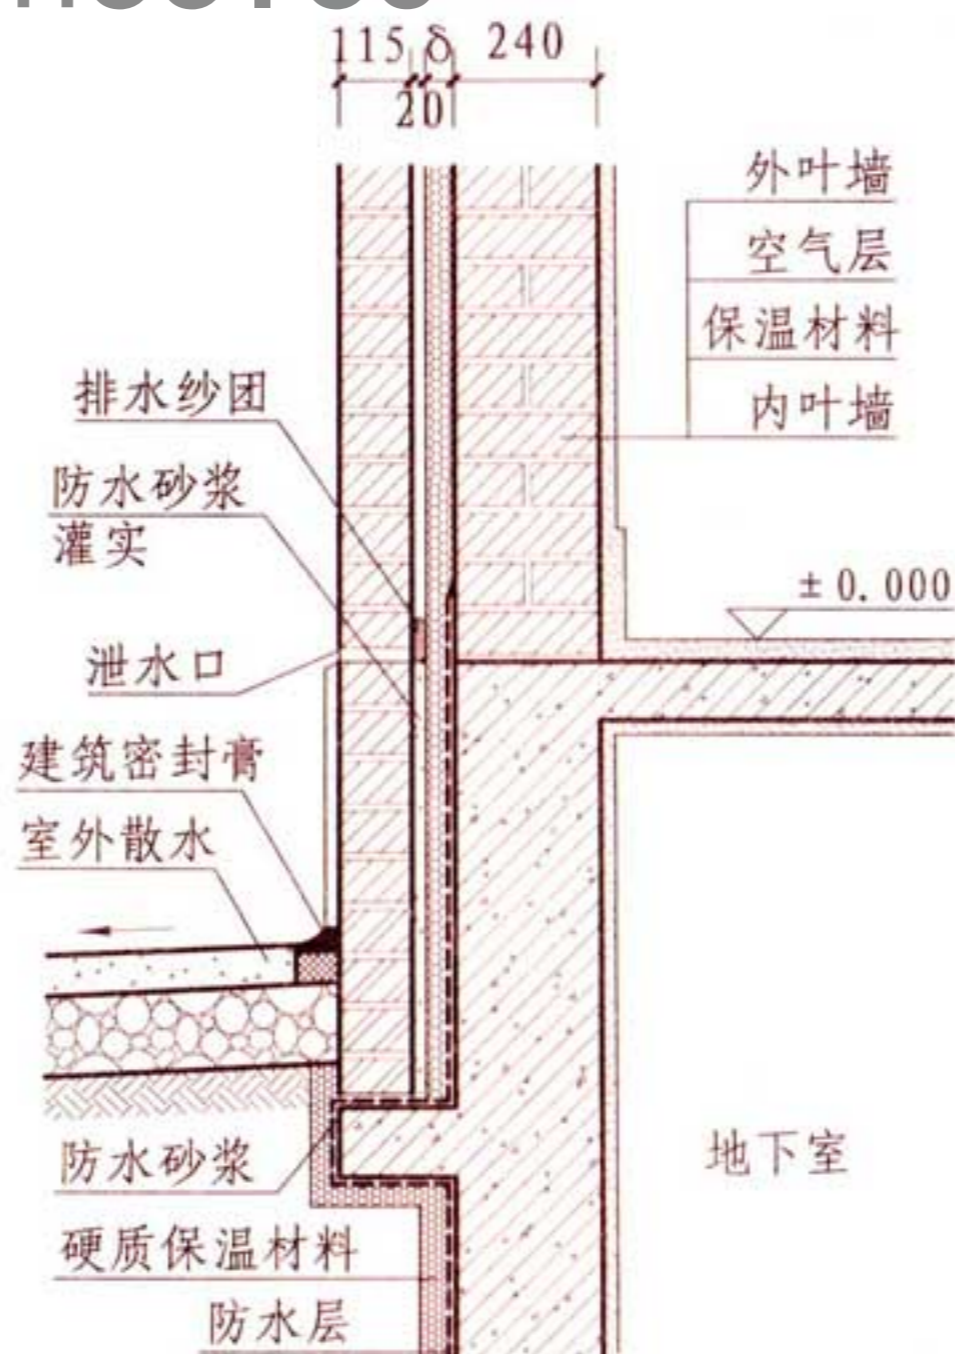 115 δ 240
20
外叶墙
空气层
保温材料
内叶墙
排水纱团
防水砂浆
灌实
±0.000
泄水口
建筑密封膏
室外散水
防水砂浆
地下室
硬质保温材料
防水层